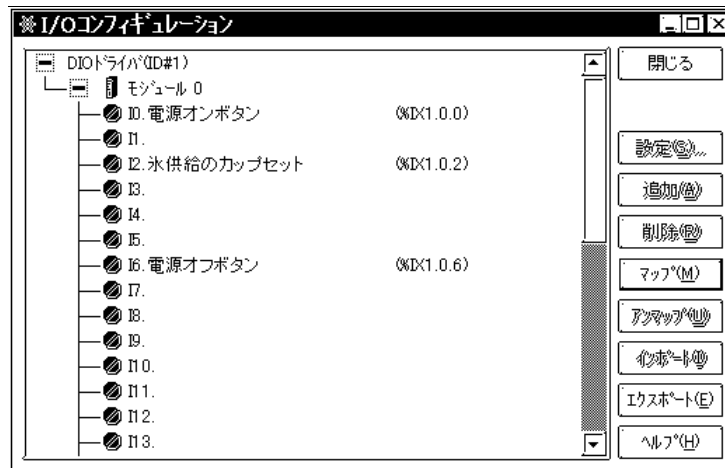 I/Oコンフィギュレーション
DIOドライバ(ID#1)
モジュール 0
I0.電源オンボタン (%IX1.0.0)
I1.
I2.氷供給のカップセット (%IX1.0.2)
I3.
I4.
I5.
I6.電源オフボタン (%IX1.0.6)
I7.
I8.
I9.
I10.
I11.
I12.
I13.
閉じる
設定(S)...
追加(A)
削除(R)
マップ(M)
アンマップ(U)
インポート(I)
エクスポート(E)
ヘルプ(H)